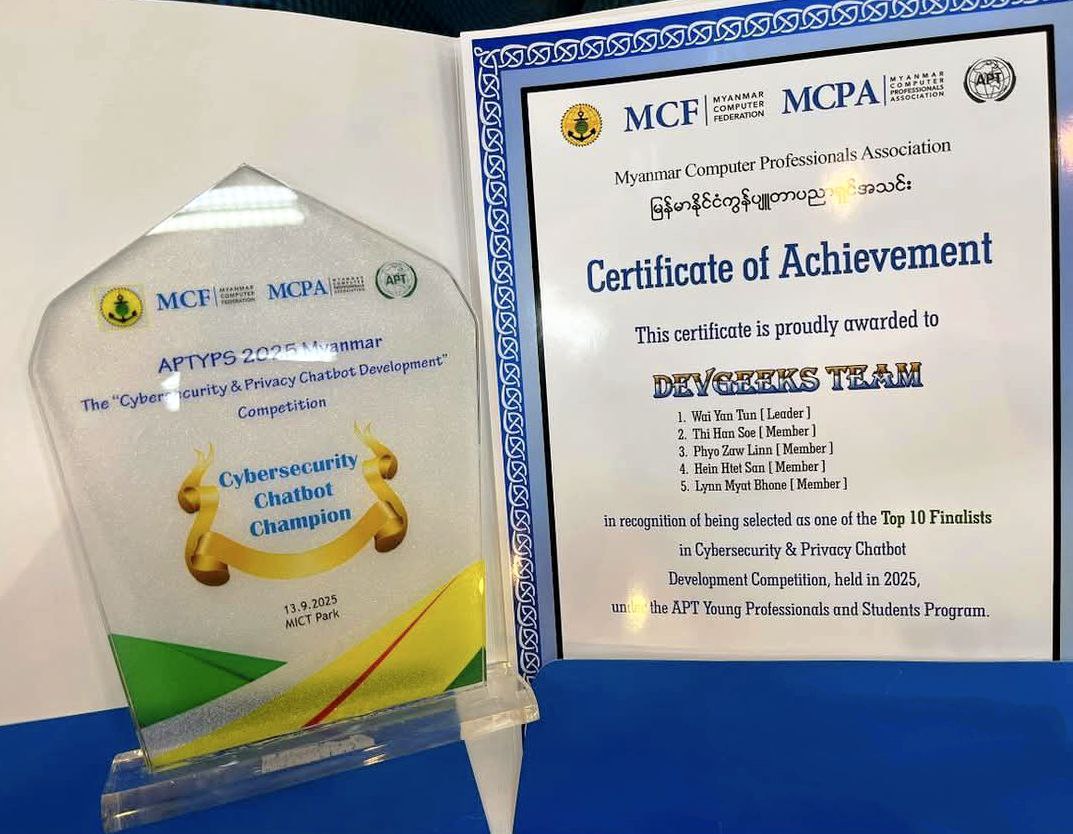 MCF MYANMAR COMPUTER FEDERATION MCPA MYANMAR COMPUTER PROFESSIONALS ASSOCIATION APT
APTYPS 2025 Myanmar
The “Cybersecurity & Privacy Chatbot Development”
Competition
Cybersecurity
Chatbot
Champion
13.9.2025
MICT Park
MCF MYANMAR COMPUTER FEDERATION MCPA MYANMAR COMPUTER PROFESSIONALS ASSOCIATION APT
Myanmar Computer Professionals Association
မြန်မာနိုင်ငံကွန်ပျူတာပညာရှင်အသင်း
Certificate of Achievement
This certificate is proudly awarded to
DEVGEEKS TEAM
1. Wai Yan Tun [ Leader ]
2. Thi Han Soe [ Member ]
3. Phyo Zaw Linn [ Member ]
4. Hein Htet San [ Member ]
5. Lynn Myat Bhone [ Member ]
in recognition of being selected as one of the Top 10 Finalists
in Cybersecurity & Privacy Chatbot
Development Competition, held in 2025,
under the APT Young Professionals and Students Program.